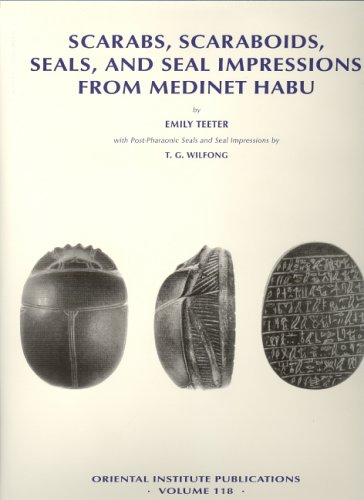 SCARABS, SCARABOIDS,
SEALS, AND SEAL IMPRESSIONS
FROM MEDINET HABU
by
EMILY TEETER
with Post-Pharaonic Seals and Seal Impressions by
T. G. WILFONG
ORIENTAL INSTITUTE PUBLICATIONS
· VOLUME 118 ·